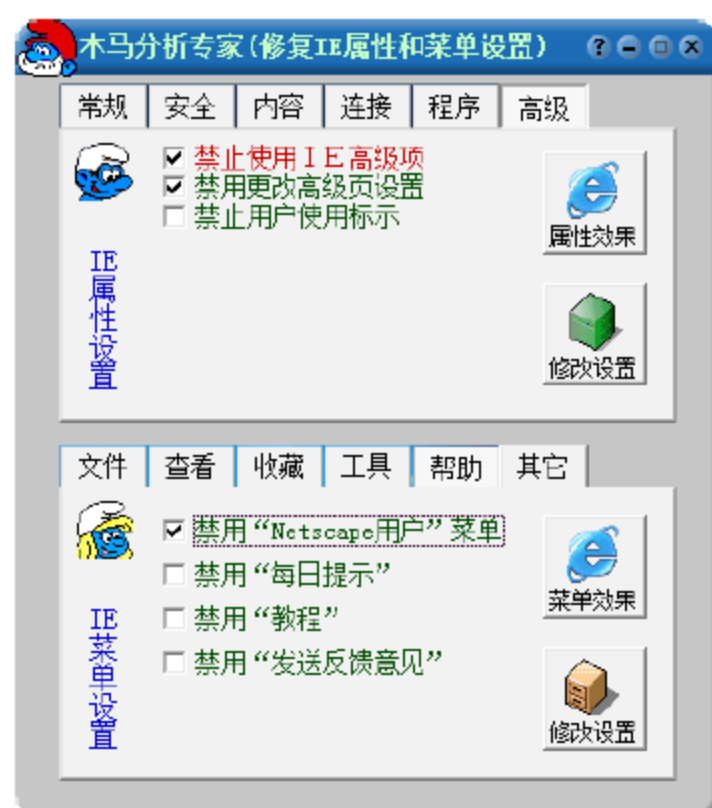 木马分析专家(修复IE属性和菜单设置)
常规 安全 内容 连接 程序 高级
禁止使用IE高级项
禁用更改高级页设置
禁止用户使用标示
IE属性设置
属性效果
修改设置
文件 查看 收藏 工具 帮助 其它
禁用“Netscape用户”菜单
禁用“每日提示”
禁用“教程”
禁用“发送反馈意见”
IE菜单设置
菜单效果
修改设置